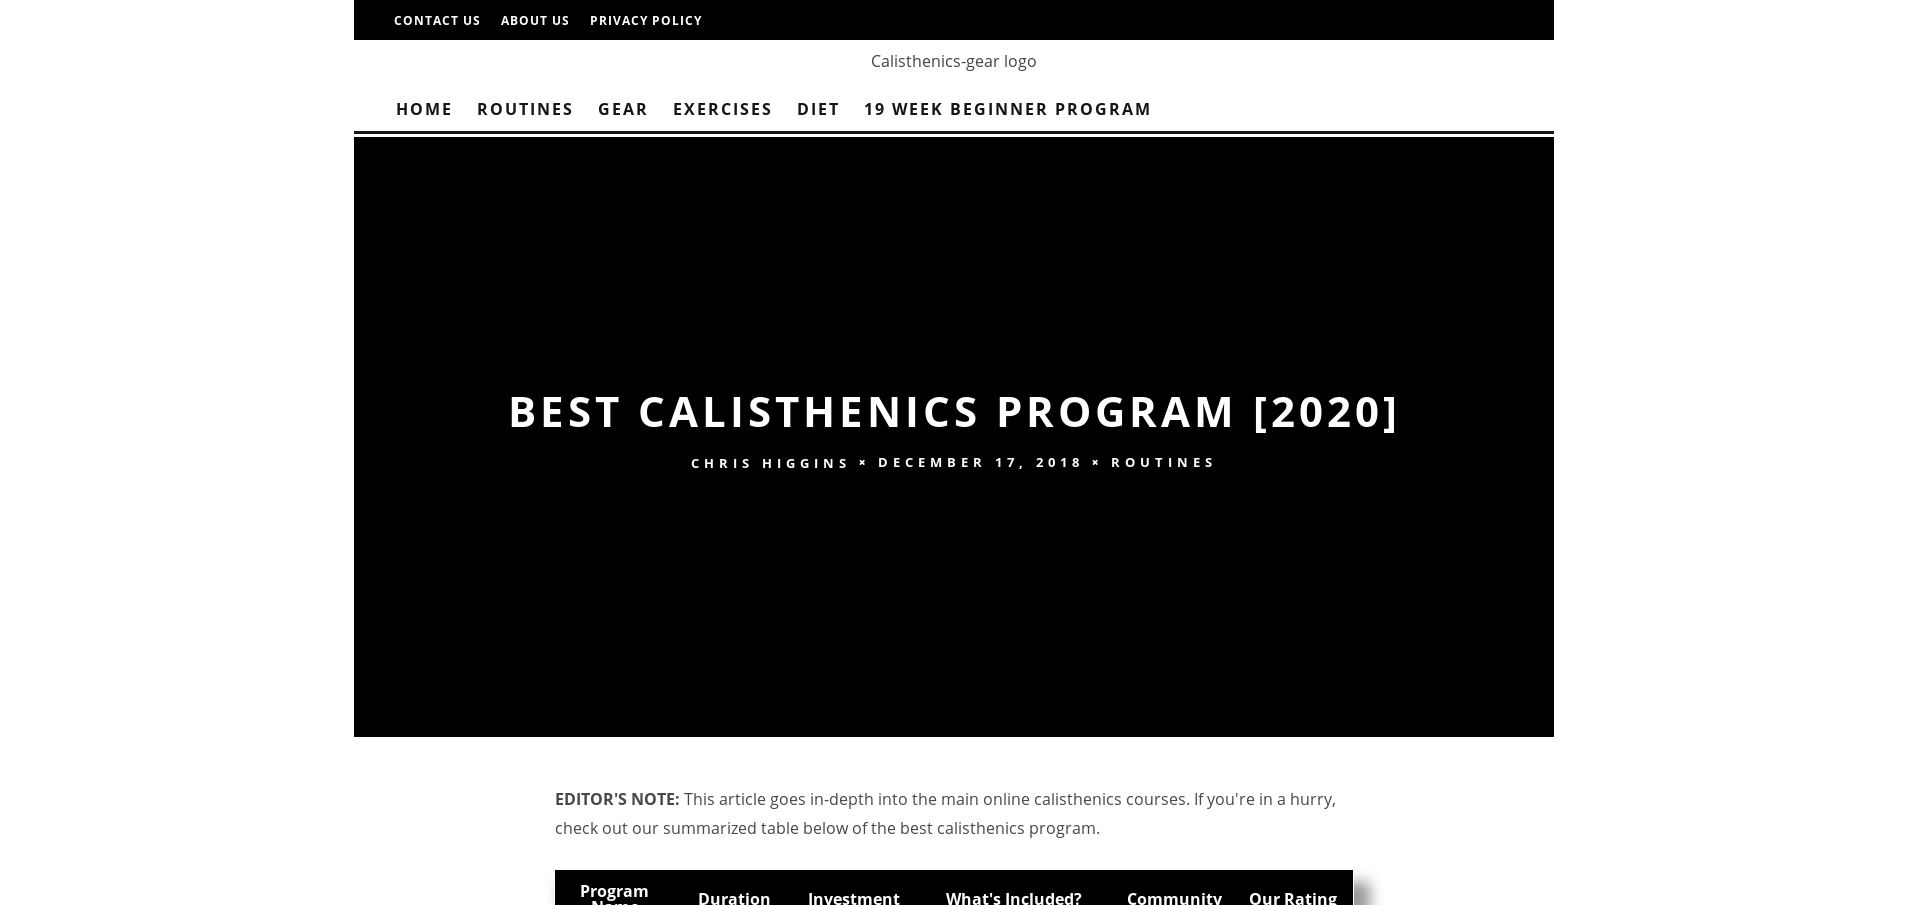 CONTACT US ABOUT US PRIVACY POLICY
Calisthenics-gear logo
HOME ROUTINES GEAR EXERCISES DIET 19 WEEK BEGINNER PROGRAM
BEST CALISTHENICS PROGRAM [2020]
CHRIS HIGGINS × DECEMBER 17, 2018 × ROUTINES
EDITOR'S NOTE: This article goes in-depth into the main online calisthenics courses. If you're in a hurry,
check out our summarized table below of the best calisthenics program.
Program Name Duration Investment What's Included? Community Our Rating